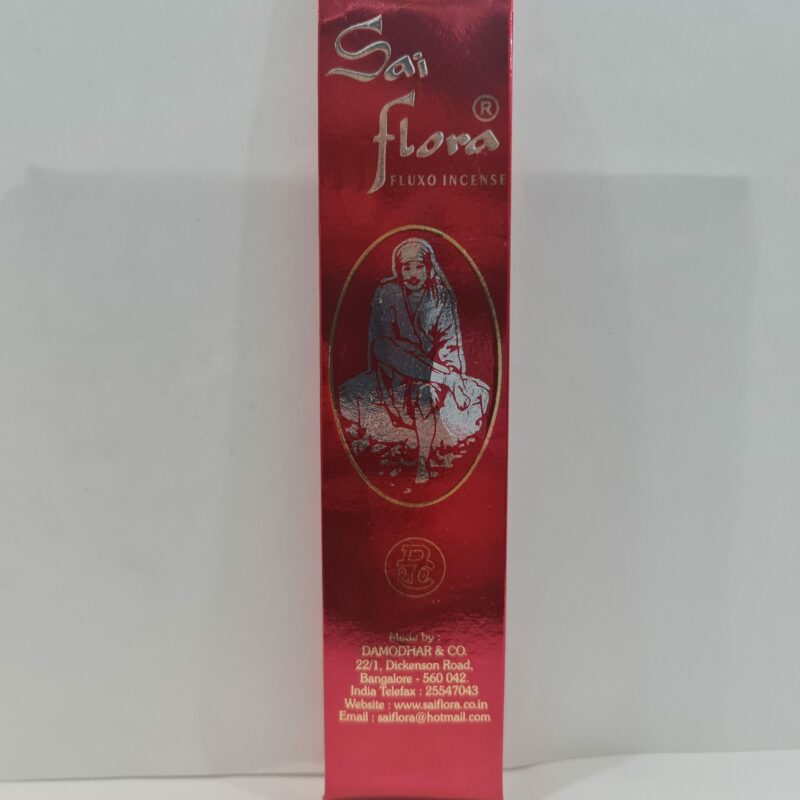 Sai
flora®
FLUXO INCENSE
D
& CO
Made by :
DAMODHAR & CO.
22/1, Dickenson Road,
Bangalore - 560 042.
India Telefax : 25547043
Website : www.saiflora.co.in
Email : saiflora@hotmail.com